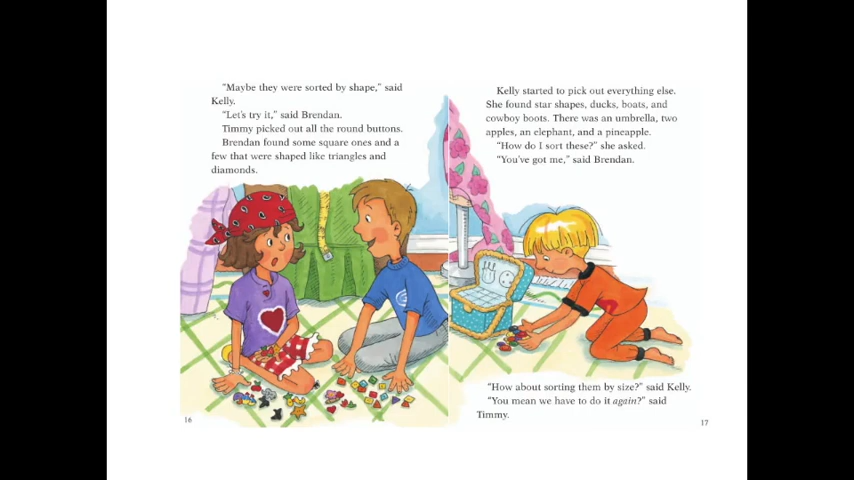 "Maybe they were sorted by shape," said
Kelly.
"Let's try it," said Brendan.
Timmy picked out all the round buttons.
Brendan found some square ones and a
few that were shaped like triangles and
diamonds.
16
Kelly started to pick out everything else.
She found star shapes, ducks, boats, and
cowboy boots. There was an umbrella, two
apples, an elephant, and a pineapple.
"How do I sort these?" she asked.
"You've got me," said Brendan.
"How about sorting them by size?" said Kelly.
"You mean we have to do it again?" said
Timmy.
17